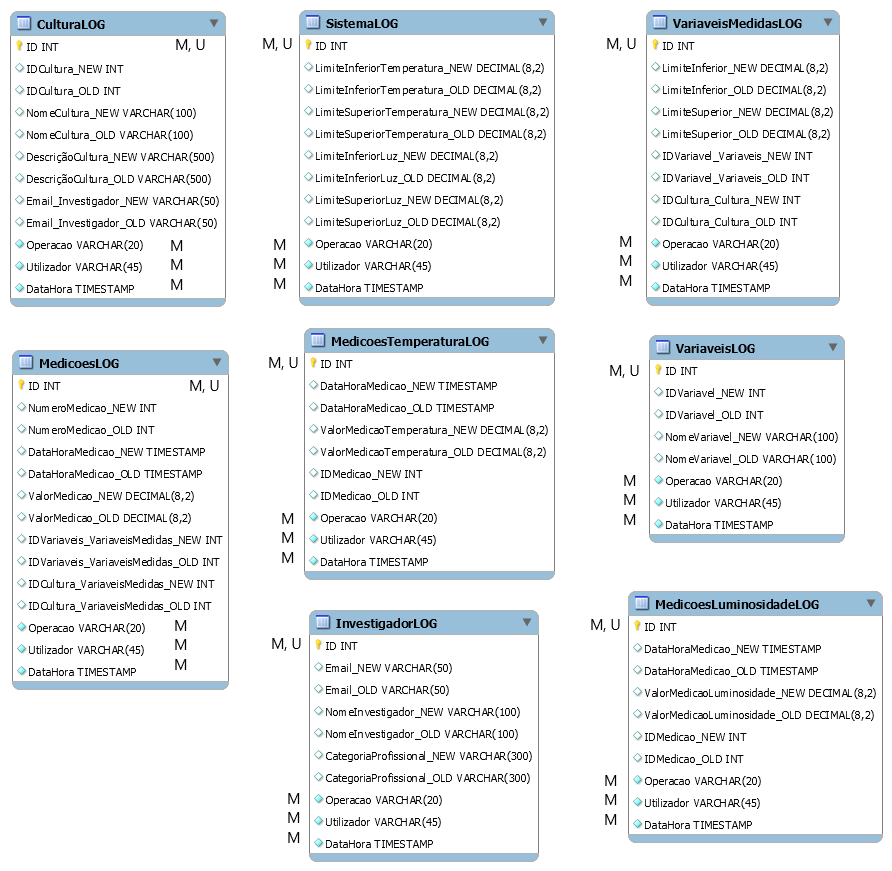 CulturaLOG
ID INT M, U
IDCultura_NEW INT
IDCultura_OLD INT
NomeCultura_NEW VARCHAR(100)
NomeCultura_OLD VARCHAR(100)
DescriçãoCultura_NEW VARCHAR(500)
DescriçãoCultura_OLD VARCHAR(500)
Email_Investigador_NEW VARCHAR(50)
Email_Investigador_OLD VARCHAR(50)
Operacao VARCHAR(20) M
Utilizador VARCHAR(45) M
DataHora TIMESTAMP M
SistemaLOG
M, U ID INT
LimiteInferiorTemperatura_NEW DECIMAL(8,2)
LimiteInferiorTemperatura_OLD DECIMAL(8,2)
LimiteSuperiorTemperatura_NEW DECIMAL(8,2)
LimiteSuperiorTemperatura_OLD DECIMAL(8,2)
LimiteInferiorLuz_NEW DECIMAL(8,2)
LimiteInferiorLuz_OLD DECIMAL(8,2)
LimiteSuperiorLuz_NEW DECIMAL(8,2)
LimiteSuperiorLuz_OLD DECIMAL(8,2)
M Operacao VARCHAR(20)
M Utilizador VARCHAR(45)
M DataHora TIMESTAMP
VariaveisMedidasLOG
M, U ID INT
LimiteInferior_NEW DECIMAL(8,2)
LimiteInferior_OLD DECIMAL(8,2)
LimiteSuperior_NEW DECIMAL(8,2)
LimiteSuperior_OLD DECIMAL(8,2)
IDVariavel_Variaveis_NEW INT
IDVariavel_Variaveis_OLD INT
IDCultura_Cultura_NEW INT
IDCultura_Cultura_OLD INT
M Operacao VARCHAR(20)
M Utilizador VARCHAR(45)
M DataHora TIMESTAMP
MedicoesLOG
ID INT M, U
NumeroMedicao_NEW INT
NumeroMedicao_OLD INT
DataHoraMedicao_NEW TIMESTAMP
DataHoraMedicao_OLD TIMESTAMP
ValorMedicao_NEW DECIMAL(8,2)
ValorMedicao_OLD DECIMAL(8,2)
IDVariaveis_VariaveisMedidas_NEW INT
IDVariaveis_VariaveisMedidas_OLD INT
IDCultura_VariaveisMedidas_NEW INT
IDCultura_VariaveisMedidas_OLD INT
Operacao VARCHAR(20) M
Utilizador VARCHAR(45) M
DataHora TIMESTAMP M
MedicoesTemperaturaLOG
M, U ID INT
DataHoraMedicao_NEW TIMESTAMP
DataHoraMedicao_OLD TIMESTAMP
ValorMedicaoTemperatura_NEW DECIMAL(8,2)
ValorMedicaoTemperatura_OLD DECIMAL(8,2)
IDMedicao_NEW INT
IDMedicao_OLD INT
M Operacao VARCHAR(20)
M Utilizador VARCHAR(45)
M DataHora TIMESTAMP
VariaveisLOG
M, U ID INT
IDVariavel_NEW INT
IDVariavel_OLD INT
NomeVariavel_NEW VARCHAR(100)
NomeVariavel_OLD VARCHAR(100)
M Operacao VARCHAR(20)
M Utilizador VARCHAR(45)
M DataHora TIMESTAMP
InvestigadorLOG
M, U ID INT
Email_NEW VARCHAR(50)
Email_OLD VARCHAR(50)
NomeInvestigador_NEW VARCHAR(100)
NomeInvestigador_OLD VARCHAR(100)
CategoriaProfissional_NEW VARCHAR(300)
CategoriaProfissional_OLD VARCHAR(300)
M Operacao VARCHAR(20)
M Utilizador VARCHAR(45)
M DataHora TIMESTAMP
MedicoesLuminosidadeLOG
M, U ID INT
DataHoraMedicao_NEW TIMESTAMP
DataHoraMedicao_OLD TIMESTAMP
ValorMedicaoLuminosidade_NEW DECIMAL(8,2)
ValorMedicaoLuminosidade_OLD DECIMAL(8,2)
IDMedicao_NEW INT
IDMedicao_OLD INT
M Operacao VARCHAR(20)
M Utilizador VARCHAR(45)
M DataHora TIMESTAMP